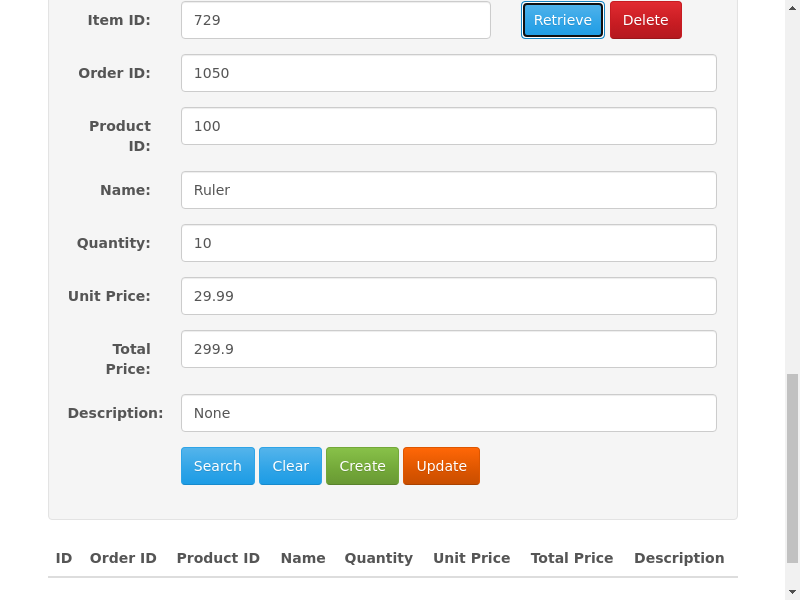 Item ID: 729 Retrieve Delete
Order ID: 1050
Product
ID: 100
Name: Ruler
Quantity: 10
Unit Price: 29.99
Total
Price: 299.9
Description: None
Search Clear Create Update
ID Order ID Product ID Name Quantity Unit Price Total Price Description